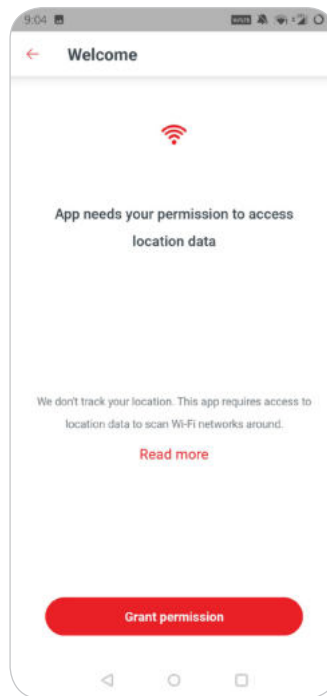 9:04
Welcome
App needs your permission to access
location data
We don't track your location. This app requires access to
location data to scan Wi-Fi networks around.
Read more
Grant permission